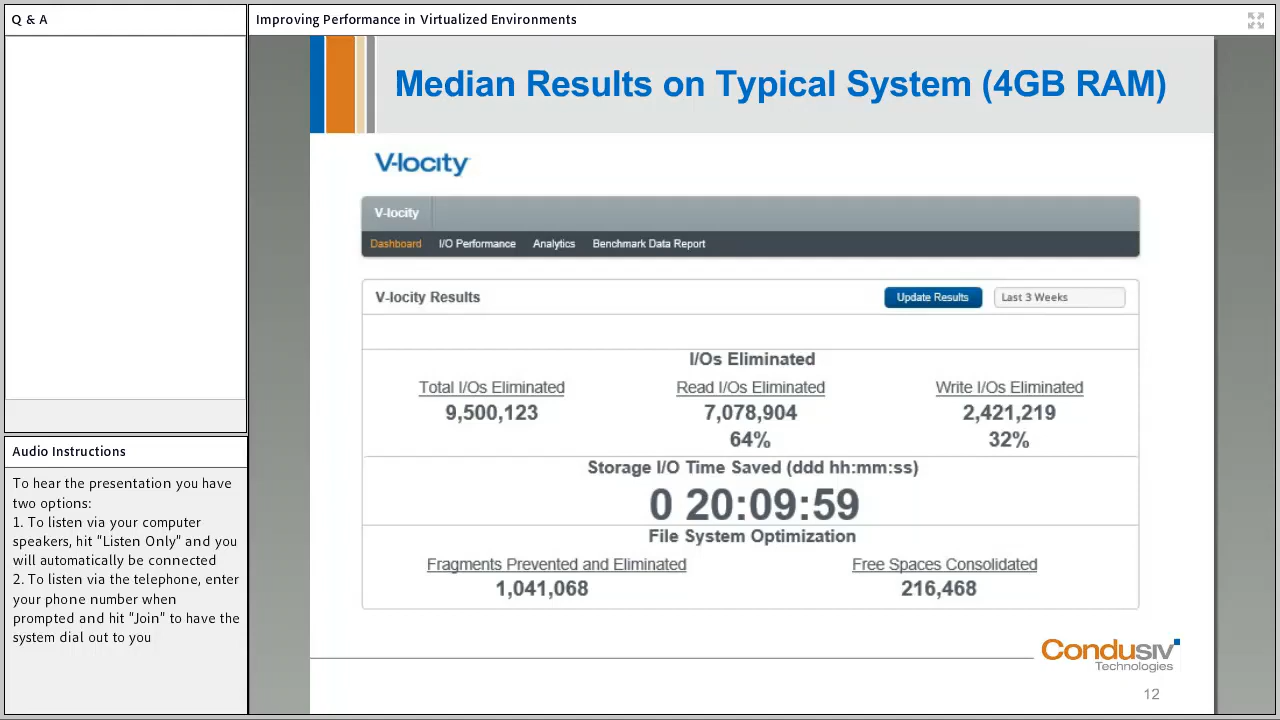 Q & A
Improving Performance in Virtualized Environments
Median Results on Typical System (4GB RAM)
V-locity
V-locity
Dashboard I/O Performance Analytics Benchmark Data Report
V-locity Results Update Results Last 3 Weeks
I/Os Eliminated
Total I/Os Eliminated Read I/Os Eliminated Write I/Os Eliminated
9,500,123 7,078,904 2,421,219
64% 32%
Storage I/O Time Saved (ddd hh:mm:ss)
0 20:09:59
File System Optimization
Fragments Prevented and Eliminated Free Spaces Consolidated
1,041,068 216,468
Condusiv
Technologies
12
Audio Instructions
To hear the presentation you have
two options:
1. To listen via your computer
speakers, hit "Listen Only" and you
will automatically be connected
2. To listen via the telephone, enter
your phone number when
prompted and hit "Join" to have the
system dial out to you